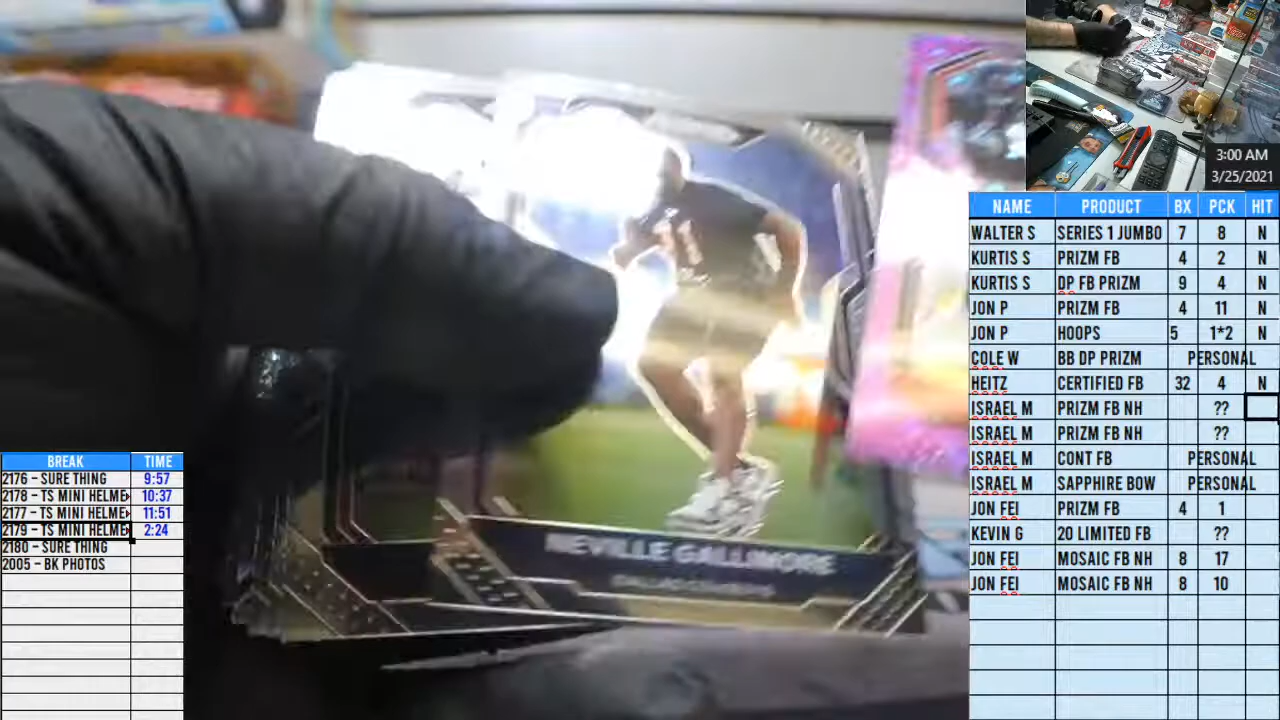 3:00 AM
3/25/2021
NAME PRODUCT BX PCK HIT
WALTER S SERIES 1 JUMBO 7 8 N
KURTIS S PRIZM FB 4 2 N
KURTIS S DP FB PRIZM 9 4 N
JON P PRIZM FB 4 11 N
JON P HOOPS 5 1*2 N
COLE W BB DP PRIZM PERSONAL
HEITZ CERTIFIED FB 32 4 N
ISRAEL M PRIZM FB NH ??
ISRAEL M PRIZM FB NH ??
ISRAEL M CONT FB PERSONAL
ISRAEL M SAPPHIRE BOW PERSONAL
JON FEI PRIZM FB 4 1
KEVIN G 20 LIMITED FB ??
JON FEI MOSAIC FB NH 8 17
JON FEI MOSAIC FB NH 8 10
BREAK TIME
2176 – SURE THING 9:57
2178 – TS MINI HELME 10:37
2177 – TS MINI HELME 11:51
2179 – TS MINI HELME 2:24
2180 – SURE THING
2005 – BK PHOTOS
11
NEVILLE GALLIMORE